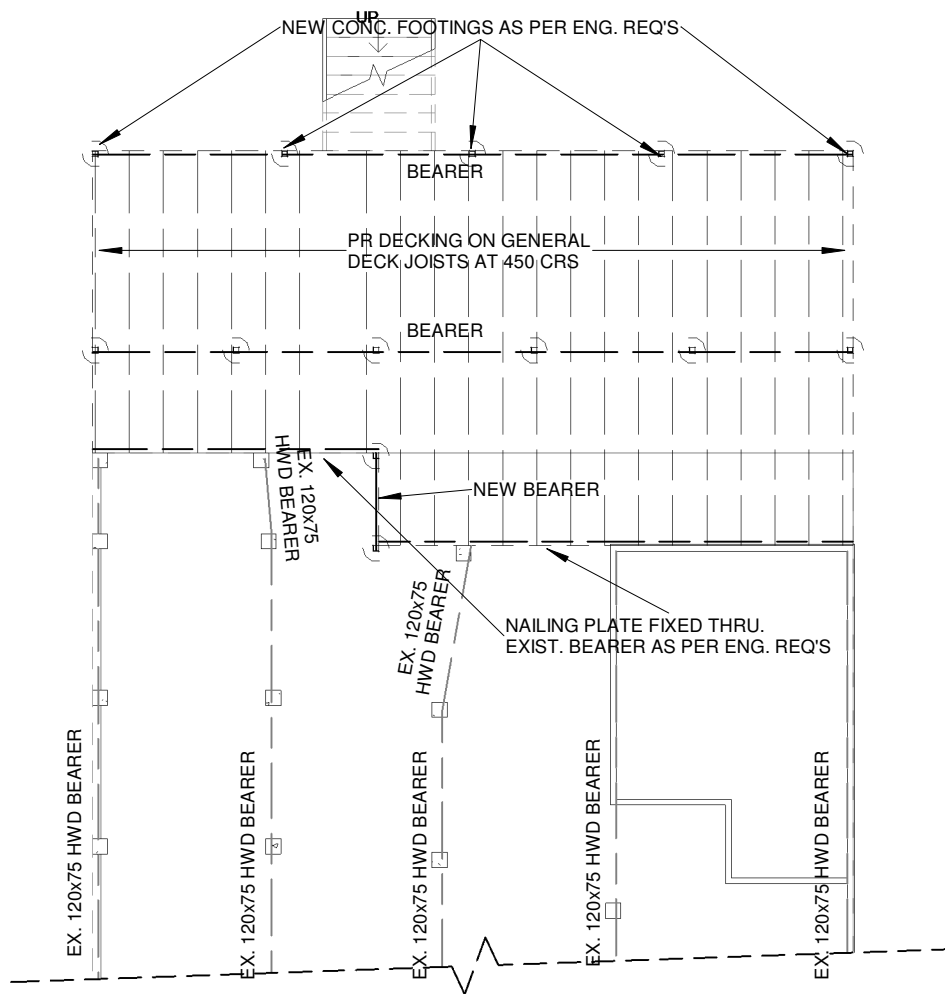 UP
NEW CONC. FOOTINGS AS PER ENG. REQ'S
BEARER
PR DECKING ON GENERAL
DECK JOISTS AT 450 CRS
BEARER
EX. 120x75
HWD BEARER
NEW BEARER
EX. 120x75
HWD BEARER
NAILING PLATE FIXED THRU.
EXIST. BEARER AS PER ENG. REQ'S
EX. 120x75 HWD BEARER
EX. 120x75 HWD BEARER
EX. 120x75 HWD BEARER
EX. 120x75 HWD BEARER
EX. 120x75 HWD BEARER